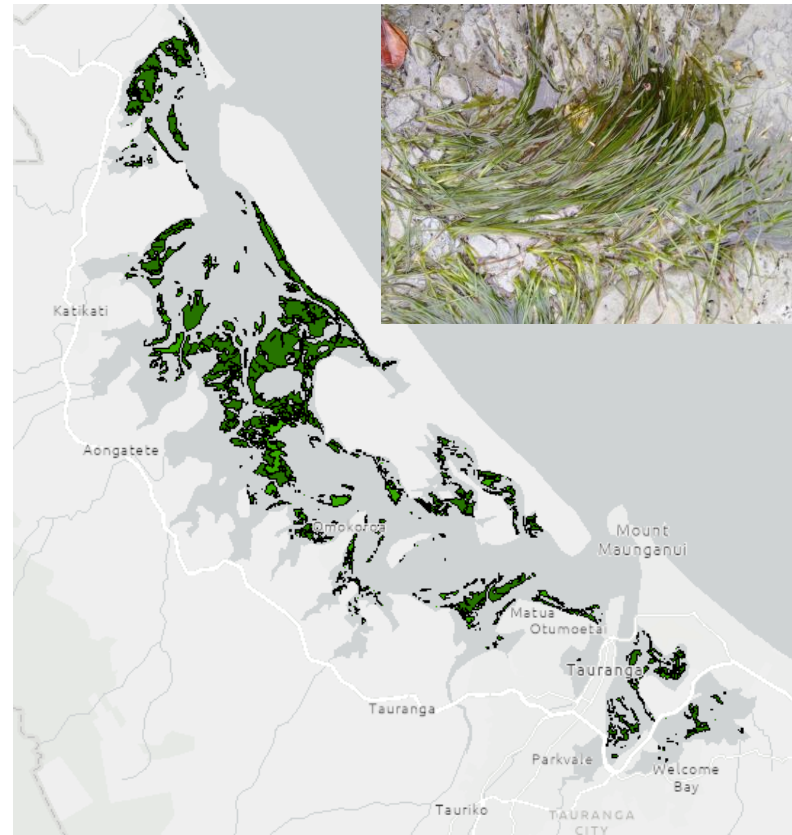 Katikati
Aongatete
Omokoroa
Mount
Maunganui
Matua
Otumoetai
Tauranga
Tauranga
Parkvale
Welcome
Bay
Tauriko
TAURANGA
CITY